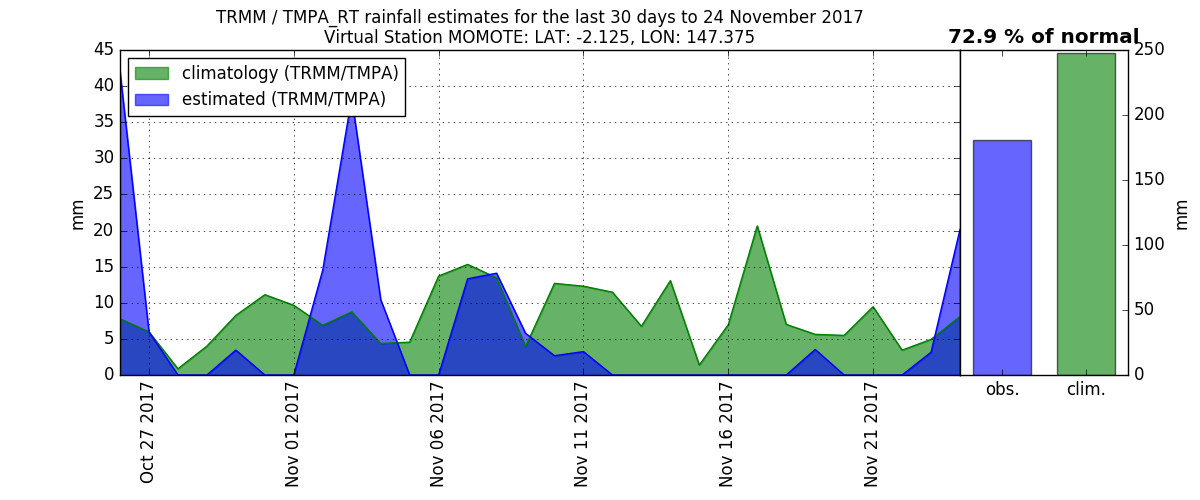 TRMM / TMPA_RT rainfall estimates for the last 30 days to 24 November 2017
Virtual Station MOMOTE: LAT: -2.125, LON: 147.375
72.9 % of normal
climatology (TRMM/TMPA)
estimated (TRMM/TMPA)
45
40
35
30
25
20
15
10
5
0
mm
Oct 27 2017
Nov 01 2017
Nov 06 2017
Nov 11 2017
Nov 16 2017
Nov 21 2017
250
200
150
100
50
0
mm
obs.
clim.